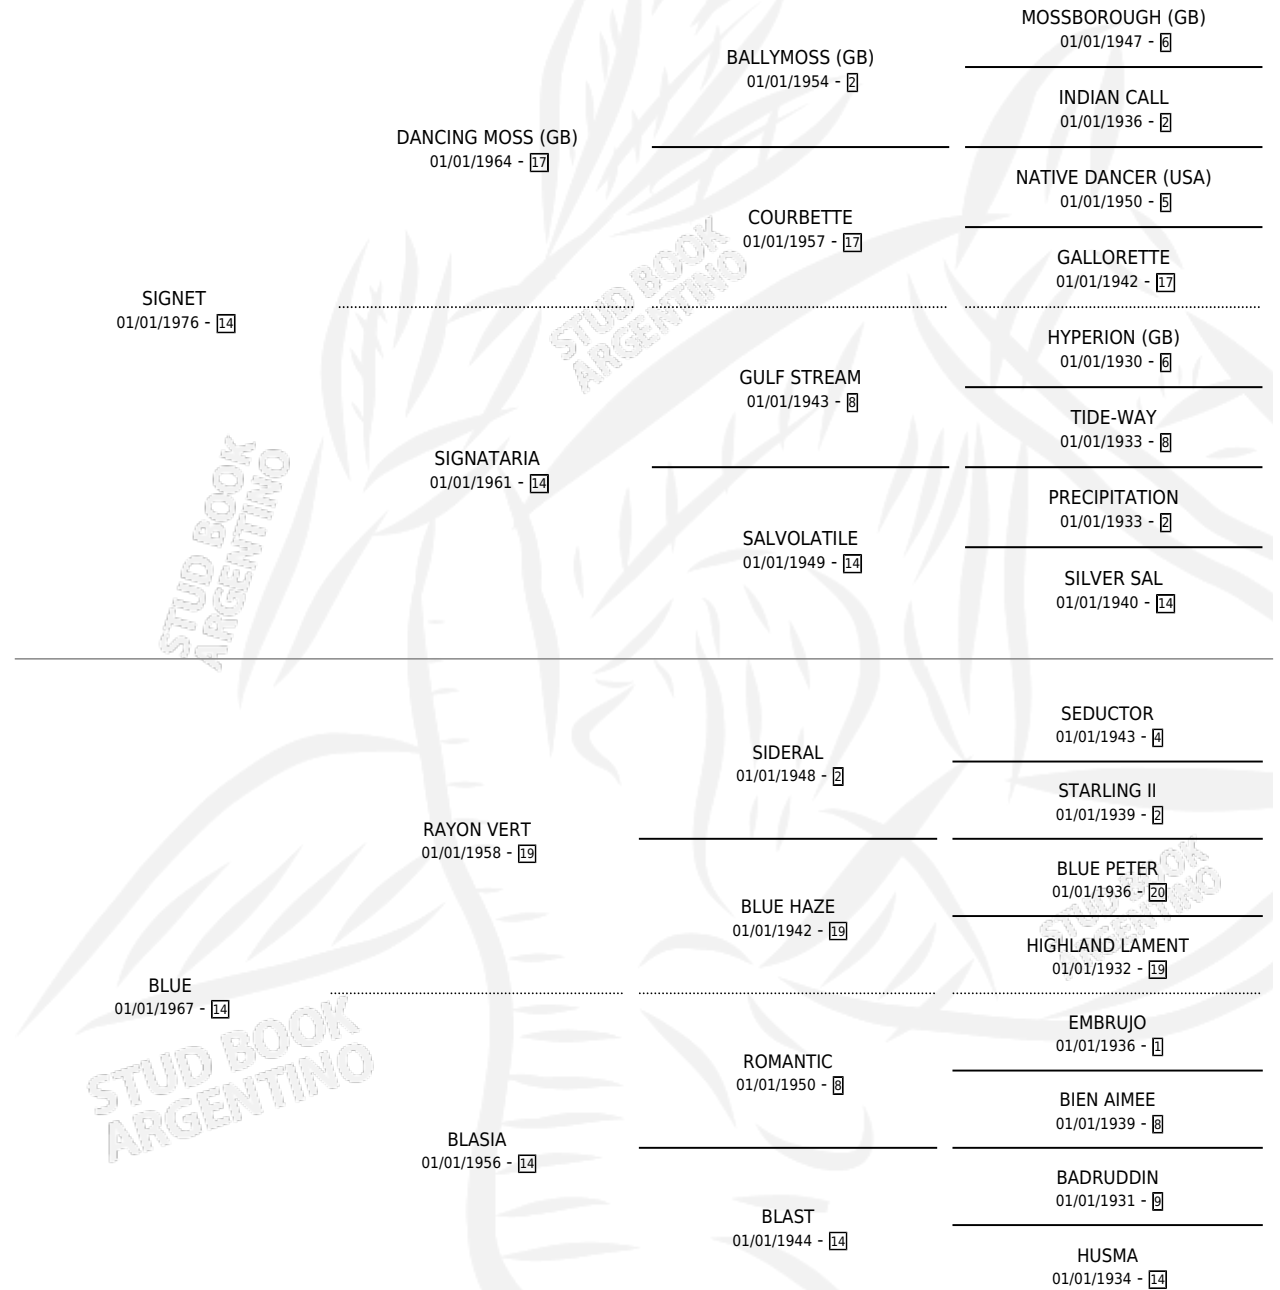 MOSSBOROUGH (GB)
01/01/1947 - 6
BALLYMOSS (GB)
01/01/1954 - 2
INDIAN CALL
01/01/1936 - 2
DANCING MOSS (GB)
01/01/1964 - 17
NATIVE DANCER (USA)
01/01/1950 - 5
COURBETTE
01/01/1957 - 17
GALLORETTE
01/01/1942 - 17
SIGNET
01/01/1976 - 14
STUD BOOK
ARGENTINO
HYPERION (GB)
01/01/1930 - 6
GULF STREAM
01/01/1943 - 8
TIDE-WAY
01/01/1933 - 8
SIGNATARIA
01/01/1961 - 14
PRECIPITATION
01/01/1933 - 2
SALVOLATILE
01/01/1949 - 14
SILVER SAL
01/01/1940 - 14
STUD BOOK
ARGENTINO
SEDUCTOR
01/01/1943 - 4
SIDERAL
01/01/1948 - 2
STARLING II
01/01/1939 - 2
RAYON VERT
01/01/1958 - 19
BLUE PETER
01/01/1936 - 20
BLUE HAZE
01/01/1942 - 19
STUD BOOK
ARGENTINO
HIGHLAND LAMENT
01/01/1932 - 19
BLUE
01/01/1967 - 14
STUD BOOK
ARGENTINO
EMBRUJO
01/01/1936 - 1
ROMANTIC
01/01/1950 - 8
BIEN AIMEE
01/01/1939 - 8
BLASIA
01/01/1956 - 14
BADRUDDIN
01/01/1931 - 9
BLAST
01/01/1944 - 14
HUSMA
01/01/1934 - 14